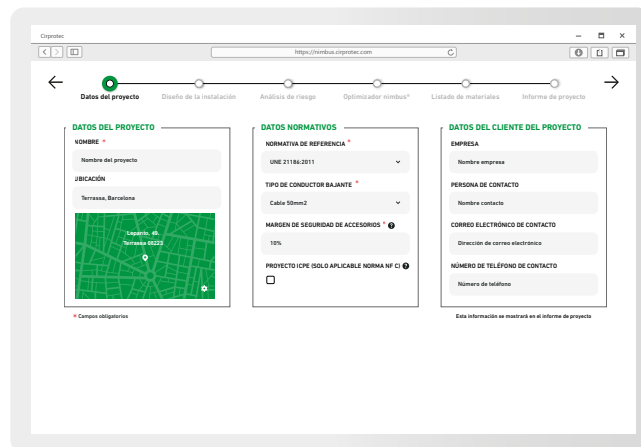 Cirprotec
https://nimbus.cirprotec.com
Datos del proyecto
Diseño de la instalación
Análisis de riesgo
Optimizador nimbus®
Listado de materiales
Informe de proyecto
DATOS DEL PROYECTO
NOMBRE *
Nombre del proyecto
UBICACIÓN
Terrassa, Barcelona
Lepanto, 49.
Terrassa 08223
* Campos obligatorios
DATOS NORMATIVOS
NORMATIVA DE REFERENCIA *
UNE 21186:2011
TIPO DE CONDUCTOR BAJANTE *
Cable 50mm2
MARGEN DE SEGURIDAD DE ACCESORIOS * ?
10%
PROYECTO ICPE (SOLO APLICABLE NORMA NF C) ?
DATOS DEL CLIENTE DEL PROYECTO
EMPRESA
Nombre empresa
PERSONA DE CONTACTO
Nombre contacto
CORREO ELECTRÓNICO DE CONTACTO
Dirección de correo electrónico
NÚMERO DE TELÉFONO DE CONTACTO
Número de teléfono
Esta información se mostrará en el informe de proyecto